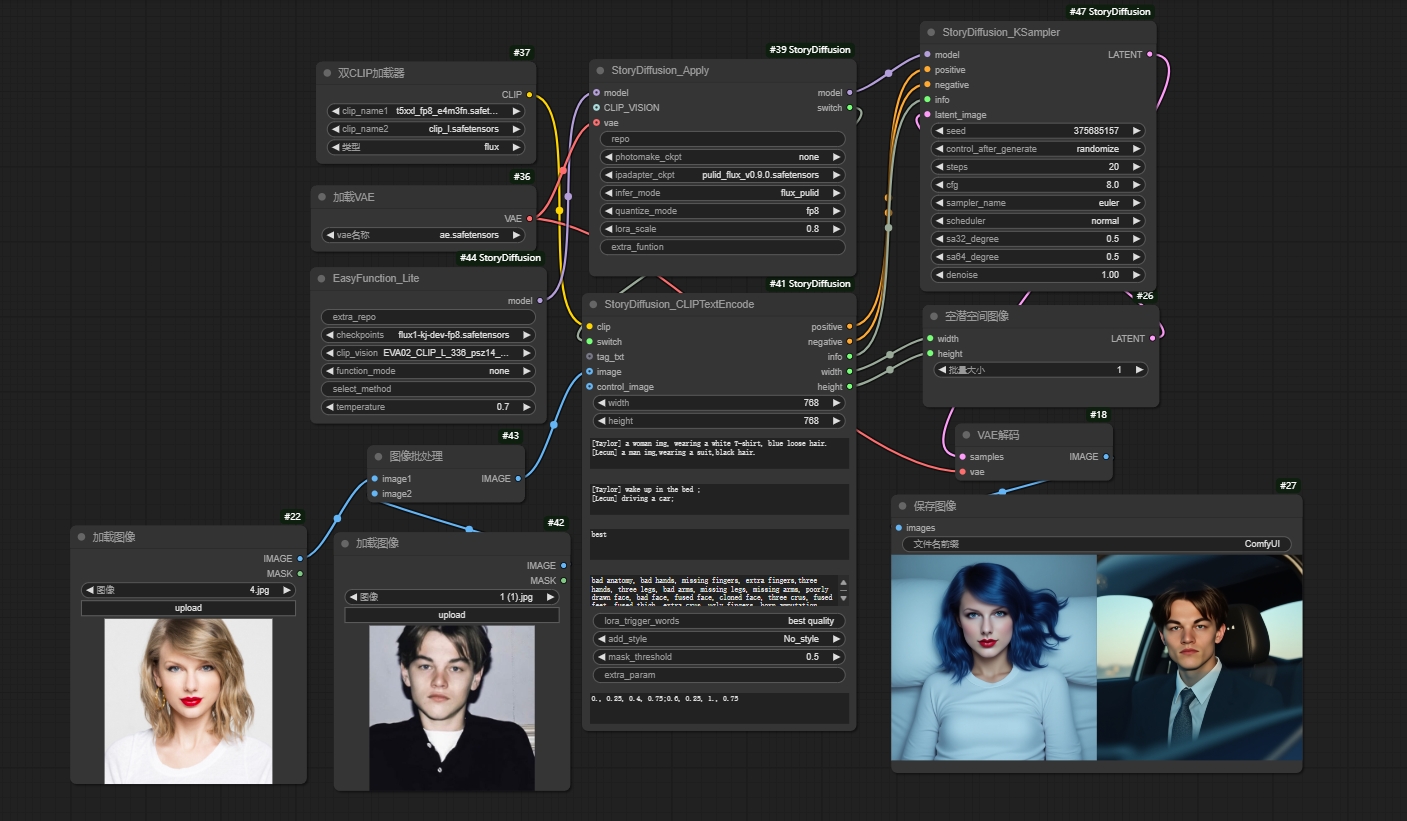 #37
双CLIP加载器
CLIP
clip_name1 t5xxl_fp8_e4m3fn.safet...
clip_name2 clip_l.safetensors
类型 flux
#36
加载VAE
VAE
vae名称 ae.safetensors
#44 StoryDiffusion
EasyFunction_Lite
model
extra_repo
checkpoints flux1-kj-dev-fp8.safetensors
clip_vision EVA02_CLIP_L_336_psz14_...
function_mode none
select_method
temperature 0.7
#43
图像批处理
image1 IMAGE
image2
#22
加载图像
IMAGE
MASK
图像 4.jpg
upload
#42
加载图像
IMAGE
MASK
图像 1 (1).jpg
upload
#39 StoryDiffusion
StoryDiffusion_Apply
model model
CLIP_VISION switch
vae
repo
photomake_ckpt none
ipadapter_ckpt pulid_flux_v0.9.0.safetensors
infer_mode flux_pulid
quantize_mode fp8
lora_scale 0.8
extra_funtion
#41 StoryDiffusion
StoryDiffusion_CLIPTextEncode
clip positive
switch negative
tag_txt info
image width
control_image height
width 768
height 768
[Taylor] a woman img, wearing a white T-shirt, blue loose hair.
[Lecun] a man img,wearing a suit,black hair.
[Taylor] wake up in the bed ;
[Lecun] driving a car;
best
bad anatomy, bad hands, missing fingers, extra fingers,three
hands, three legs, bad arms, missing legs, missing arms, poorly
drawn face, bad face, fused face, cloned face, three crus, fused
feet, fused thigh, extra crus, ugly fingers, horn amputation,
lora_trigger_words best quality
add_style No_style
mask_threshold 0.5
extra_param
0., 0.25, 0.4, 0.75;0.6, 0.25, 1., 0.75
#47 StoryDiffusion
StoryDiffusion_KSampler
model LATENT
positive
negative
info
latent_image
seed 375685157
control_after_generate randomize
steps 20
cfg 8.0
sampler_name euler
scheduler normal
sa32_degree 0.5
sa64_degree 0.5
denoise 1.00
#26
空潜空间图像
width LATENT
height
批量大小 1
#18
VAE解码
samples IMAGE
vae
#27
保存图像
images
文件名前缀 ComfyUI